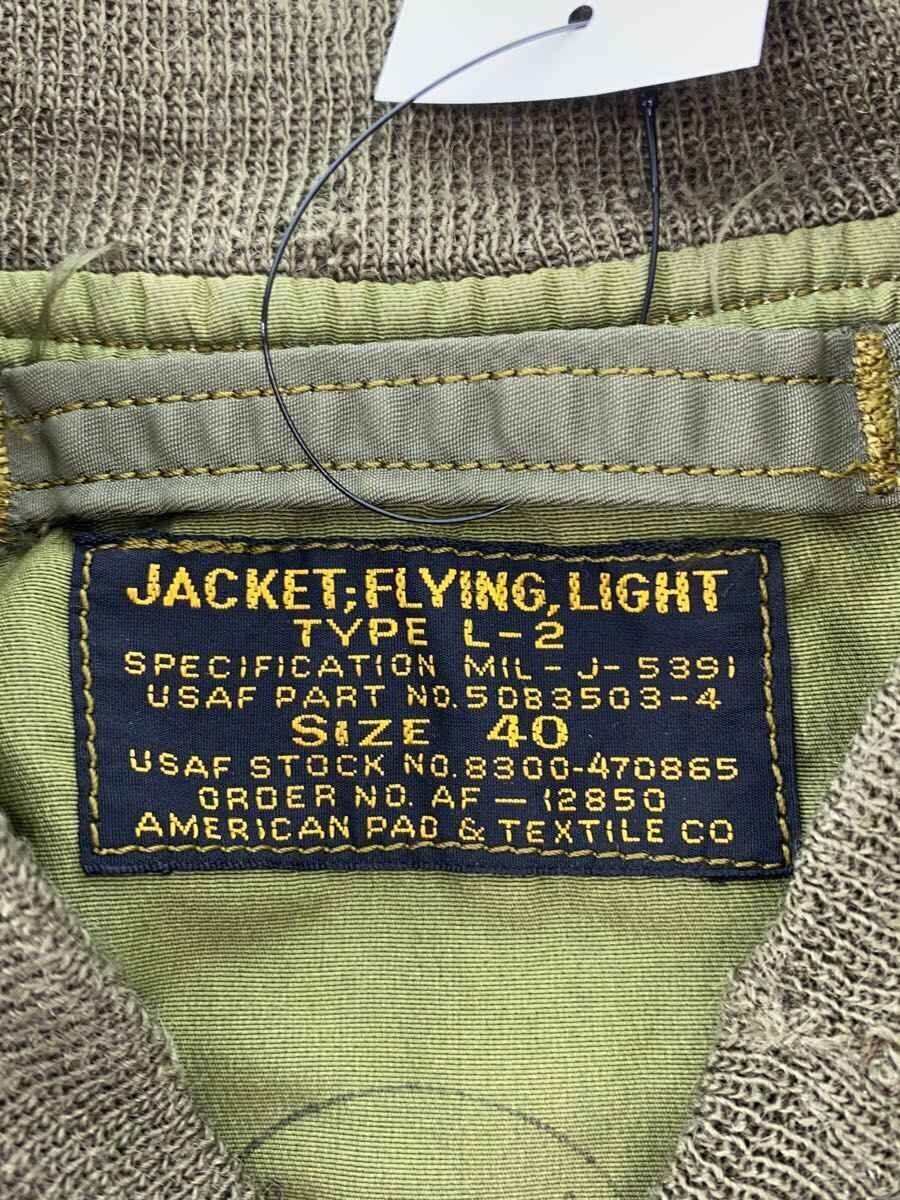 JACKET; FLYING, LIGHT
TYPE L-2
SPECIFICATION MIL-J-5391
USAF PART NO. 5083503-4
SIZE 40
USAF STOCK NO. 8300-470865
ORDER NO. AF-12850
AMERICAN PAD & TEXTILE CO